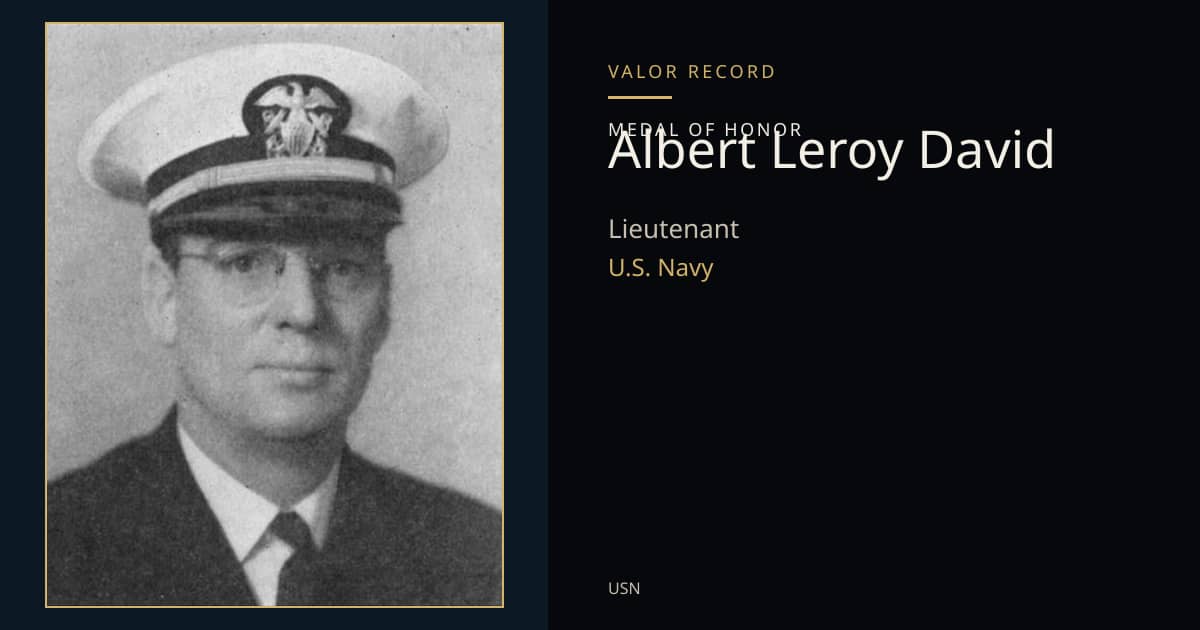 VALOR RECORD
MEDAL OF HONOR
Albert Leroy David
Lieutenant
U.S. Navy
USN